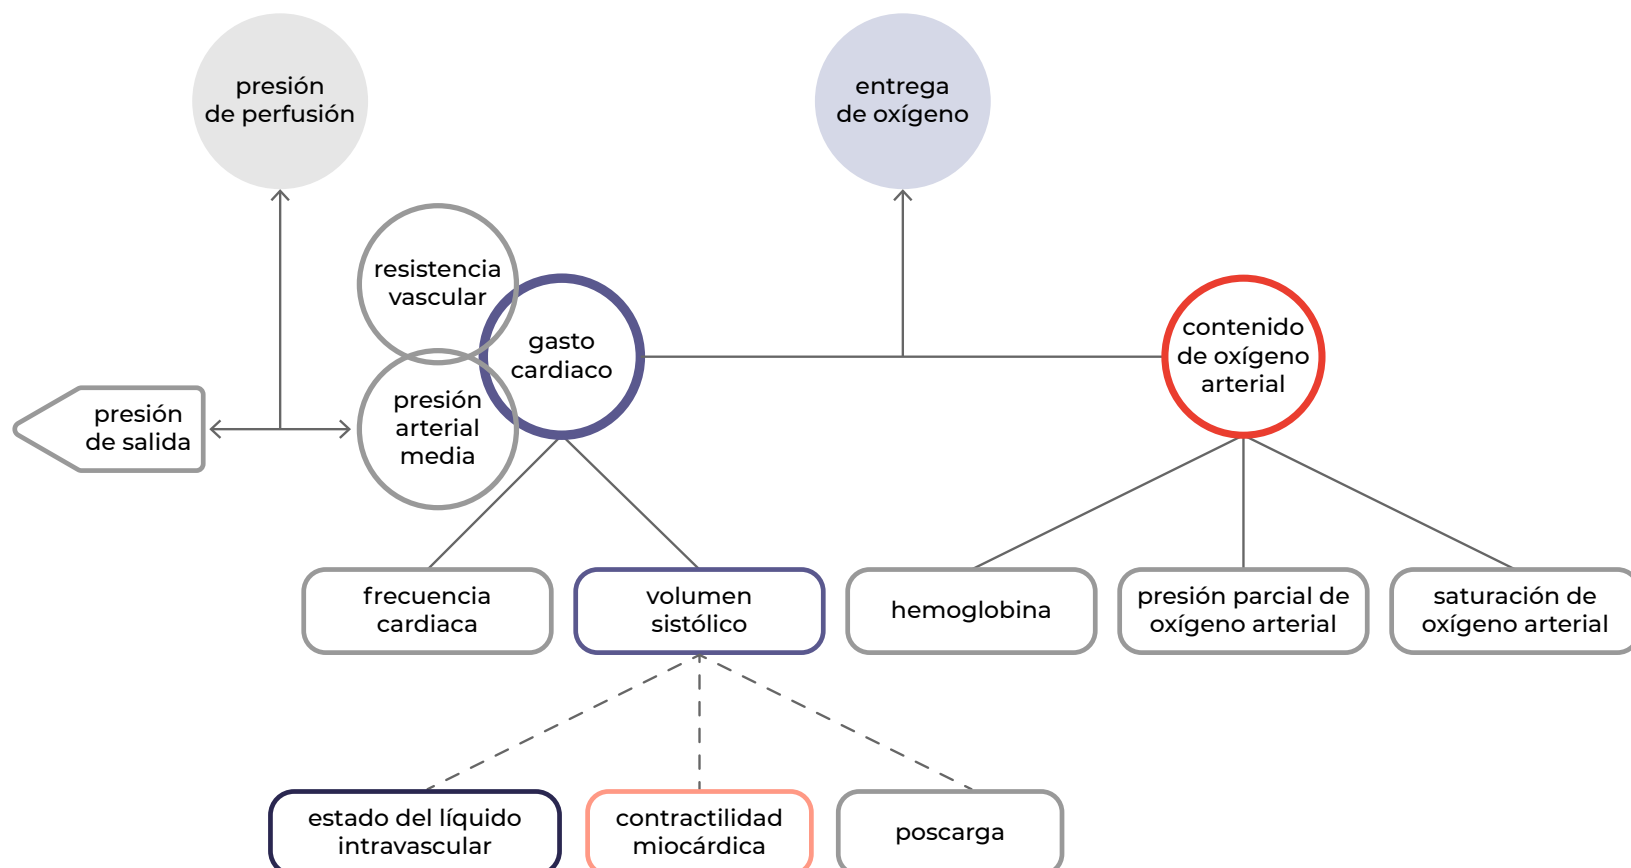 presión
de perfusión
entrega
de oxígeno
resistencia
vascular
gasto
cardiaco
contenido
de oxígeno
arterial
presión
de salida
presión
arterial
media
frecuencia
cardiaca
volumen
sistólico
hemoglobina
presión parcial de
oxígeno arterial
saturación de
oxígeno arterial
estado del líquido
intravascular
contractilidad
miocárdica
poscarga